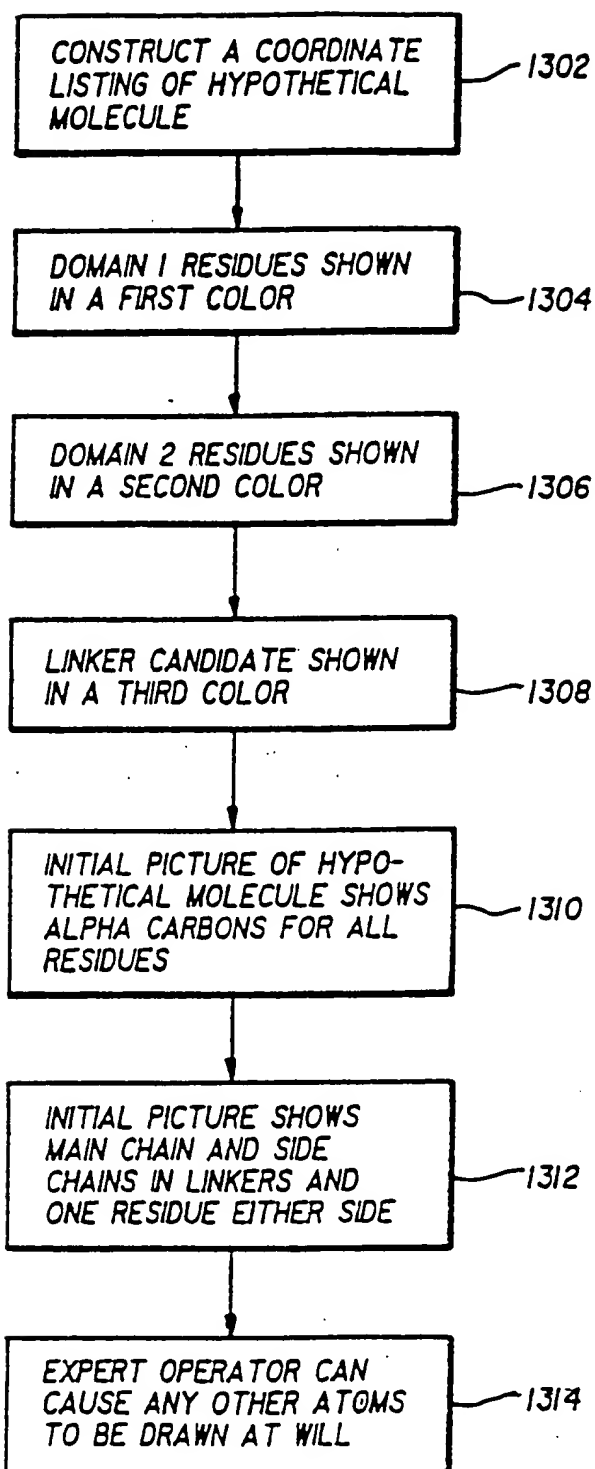 CONSTRUCT A COORDINATE
LISTING OF HYPOTHETICAL
MOLECULE
1302
DOMAIN 1 RESIDUES SHOWN
IN A FIRST COLOR
1304
DOMAIN 2 RESIDUES SHOWN
IN A SECOND COLOR
1306
LINKER CANDIDATE SHOWN
IN A THIRD COLOR
1308
INITIAL PICTURE OF HYPO-
THETICAL MOLECULE SHOWS
ALPHA CARBONS FOR ALL
RESIDUES
1310
INITIAL PICTURE SHOWS
MAIN CHAIN AND SIDE
CHAINS IN LINKERS AND
ONE RESIDUE EITHER SIDE
1312
EXPERT OPERATOR CAN
CAUSE ANY OTHER ATOMS
TO BE DRAWN AT WILL
1314